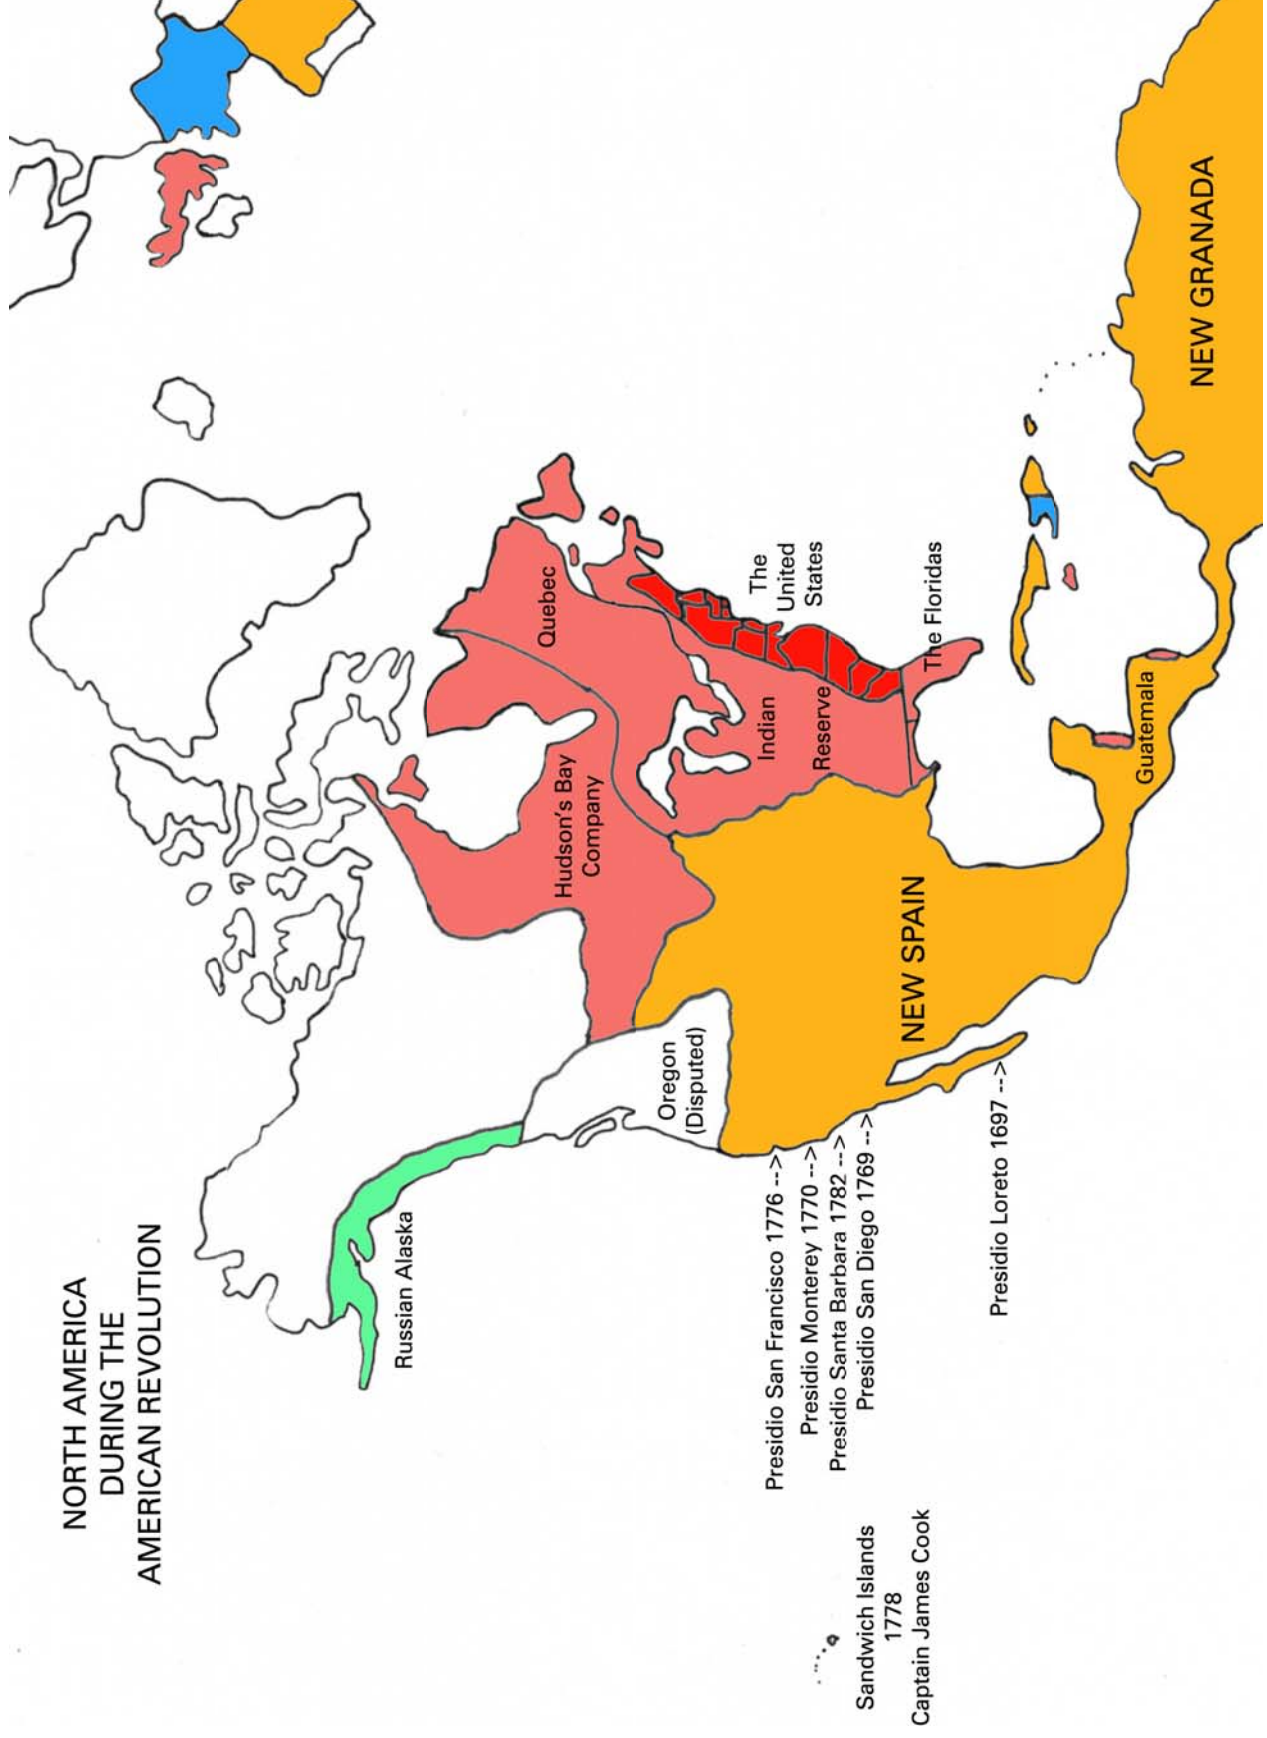 NORTH AMERICA
DURING THE
AMERICAN REVOLUTION
Russian Alaska
Hudson's Bay
Company
Quebec
Oregon
(Disputed)
Indian
Reserve
The
United
States
The Floridas
NEW SPAIN
Presidio San Francisco 1776 -->
Presidio Monterey 1770 -->
Presidio Santa Barbara 1782 -->
Presidio San Diego 1769 -->
Presidio Loreto 1697 -->
Sandwich Islands
1778
Captain James Cook
Guatemala
NEW GRANADA